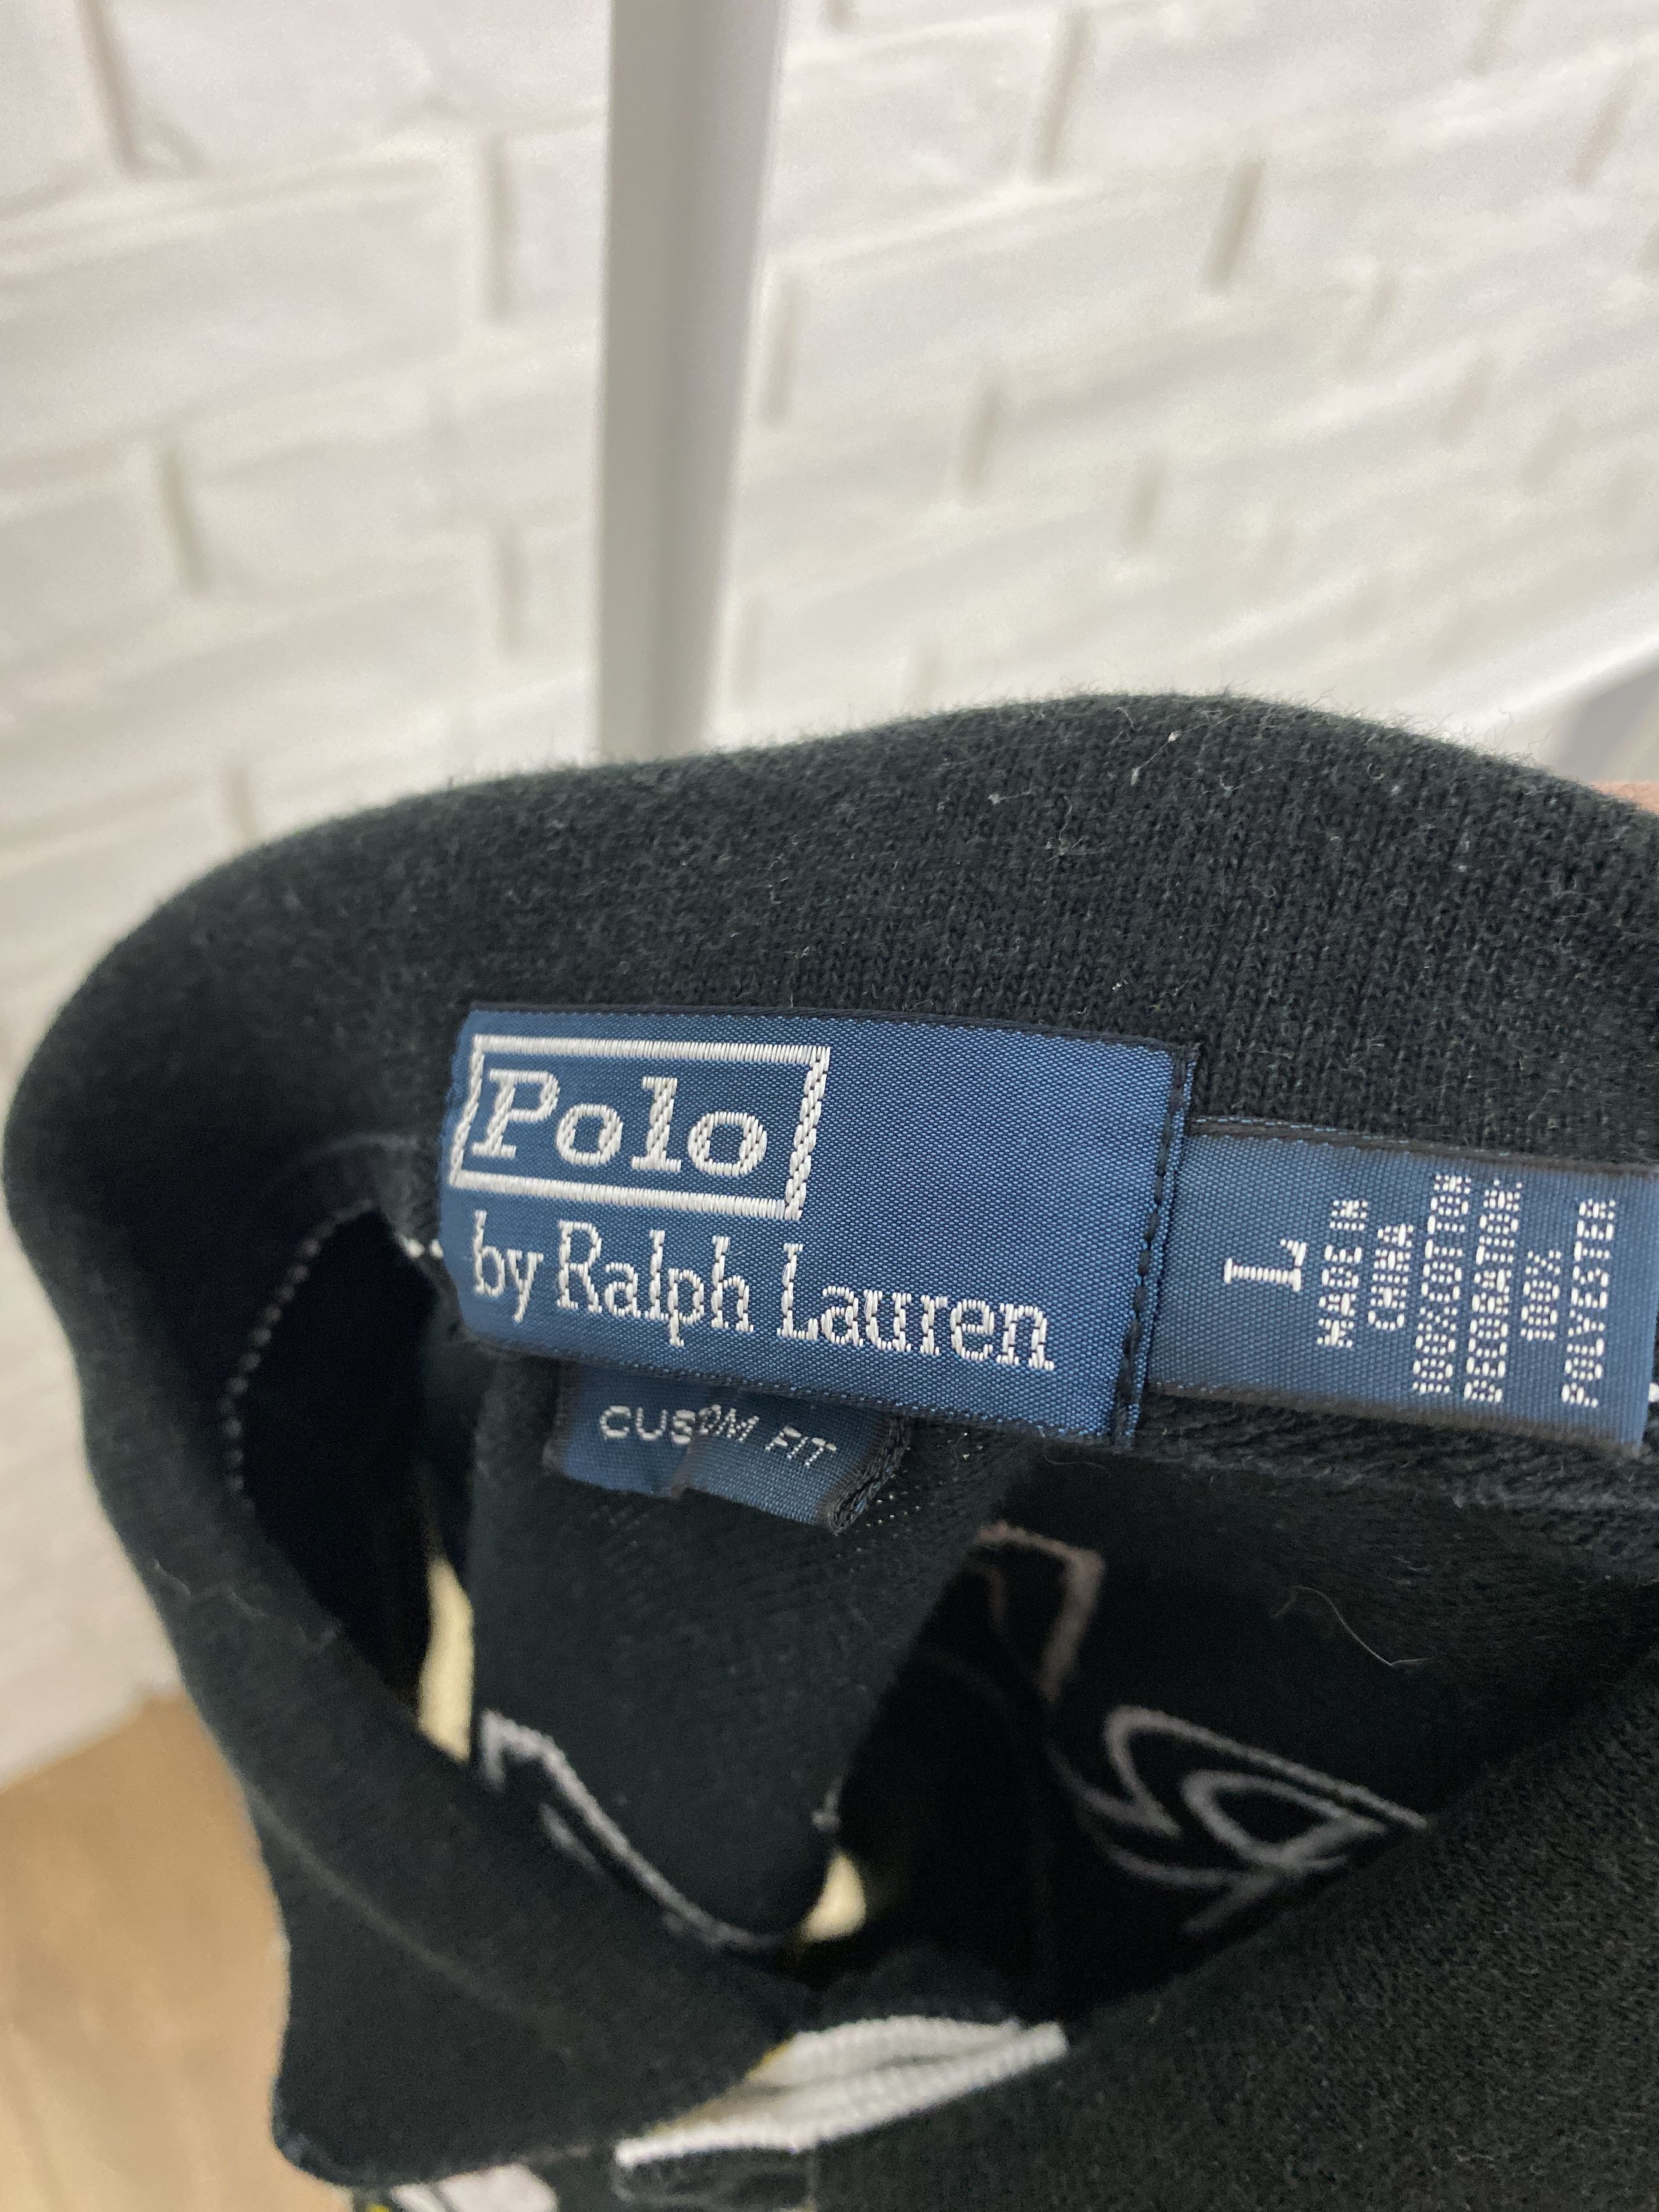 Polo
by Ralph Lauren
CUSTOM FIT
L
MADE IN
CHINA
100% COTTON
DECORATION:
100%
POLYESTER